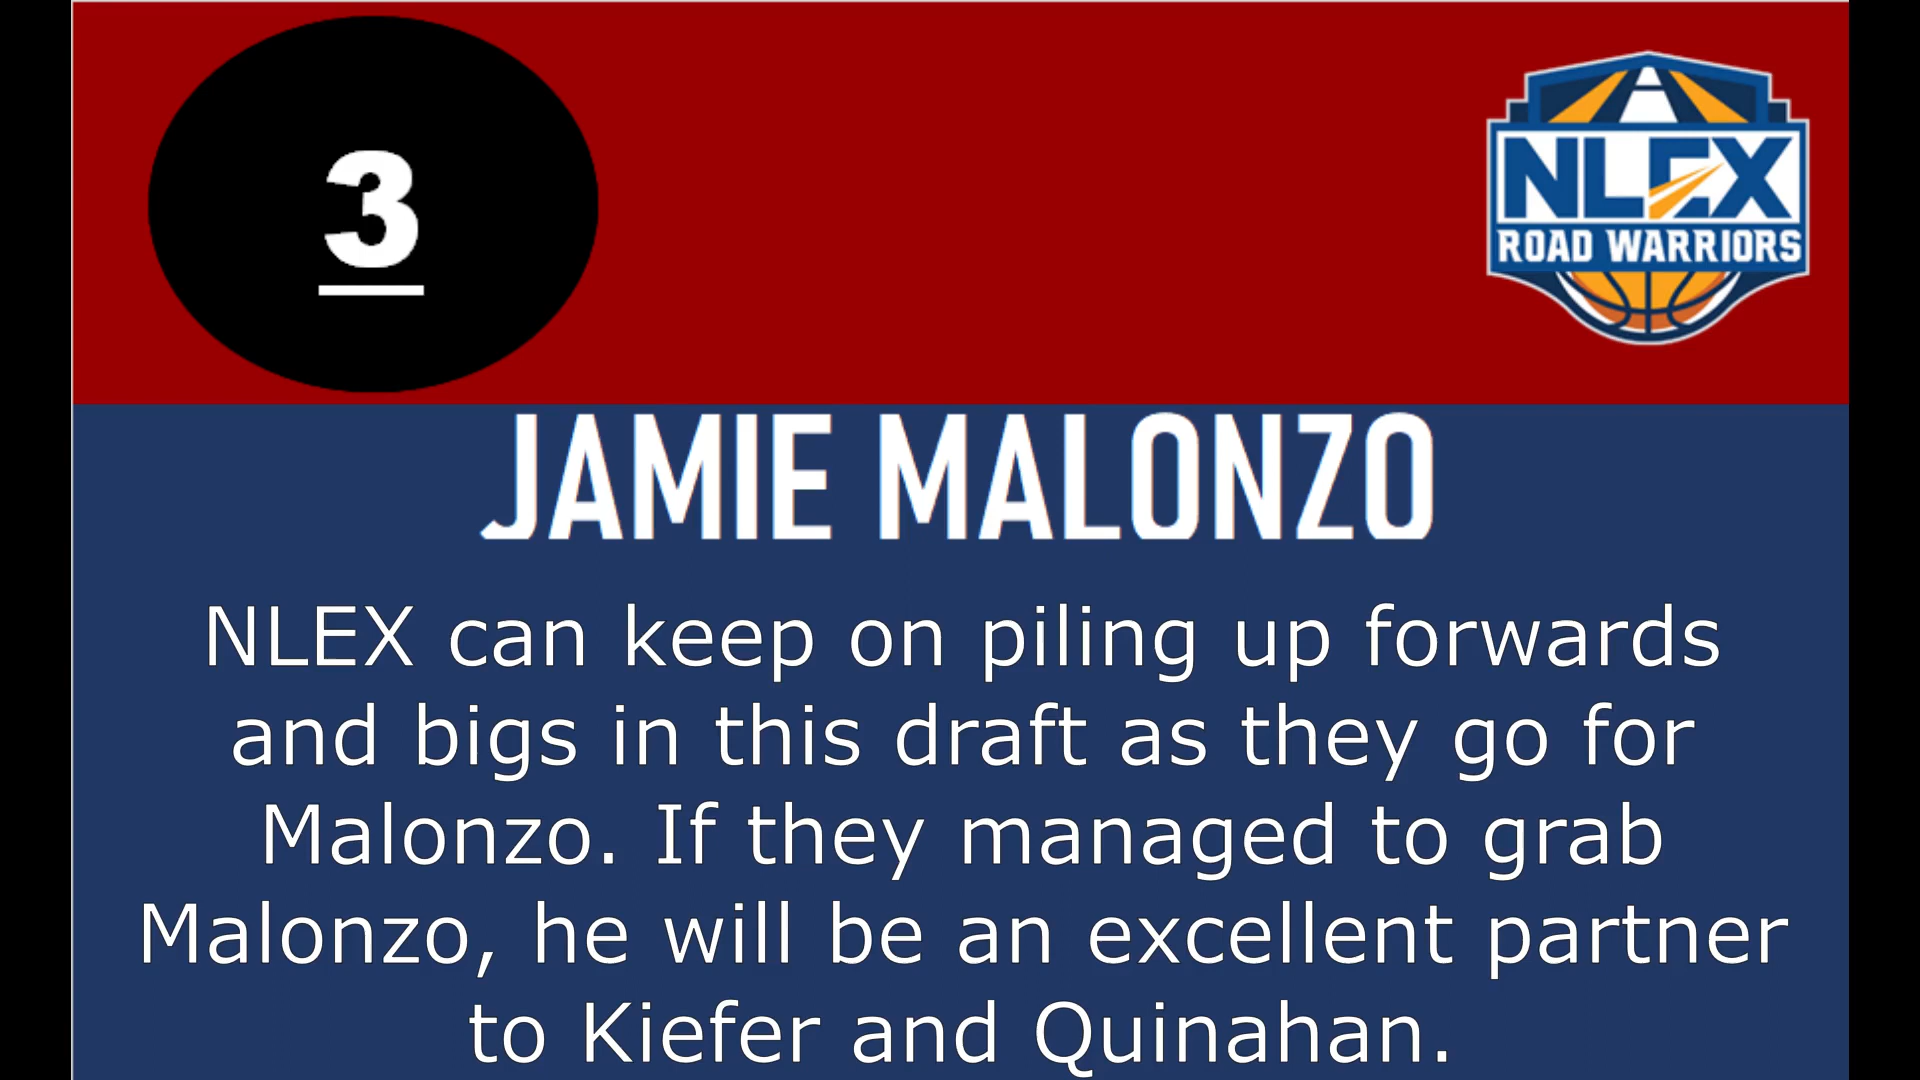 3
NLEX
ROAD WARRIORS
JAMIE MALONZO
NLEX can keep on piling up forwards
and bigs in this draft as they go for
Malonzo. If they managed to grab
Malonzo, he will be an excellent partner
to Kiefer and Quinahan.